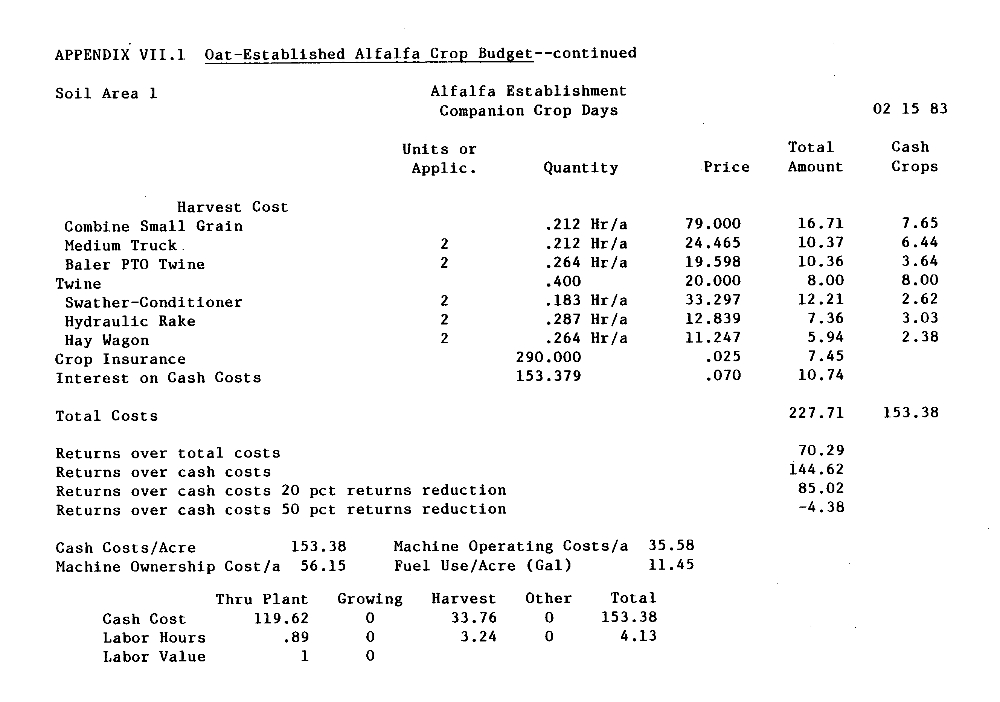 APPENDIX VII.1 Oat-Established Alfalfa Crop Budget--continued
Soil Area 1 Alfalfa Establishment
Companion Crop Days 02 15 83
Units or Total Cash
Applic. Quantity Price Amount Crops
Harvest Cost
Combine Small Grain .212 Hr/a 79.000 16.71 7.65
Medium Truck 2 .212 Hr/a 24.465 10.37 6.44
Baler PTO Twine 2 .264 Hr/a 19.598 10.36 3.64
Twine .400 20.000 8.00 8.00
Swather-Conditioner 2 .183 Hr/a 33.297 12.21 2.62
Hydraulic Rake 2 .287 Hr/a 12.839 7.36 3.03
Hay Wagon 2 .264 Hr/a 11.247 5.94 2.38
Crop Insurance 290.000 .025 7.45
Interest on Cash Costs 153.379 .070 10.74
Total Costs 227.71 153.38
Returns over total costs 70.29
Returns over cash costs 144.62
Returns over cash costs 20 pct returns reduction 85.02
Returns over cash costs 50 pct returns reduction -4.38
Cash Costs/Acre 153.38 Machine Operating Costs/a 35.58
Machine Ownership Cost/a 56.15 Fuel Use/Acre (Gal) 11.45
Thru Plant Growing Harvest Other Total
Cash Cost 119.62 0 33.76 0 153.38
Labor Hours .89 0 3.24 0 4.13
Labor Value 1 0